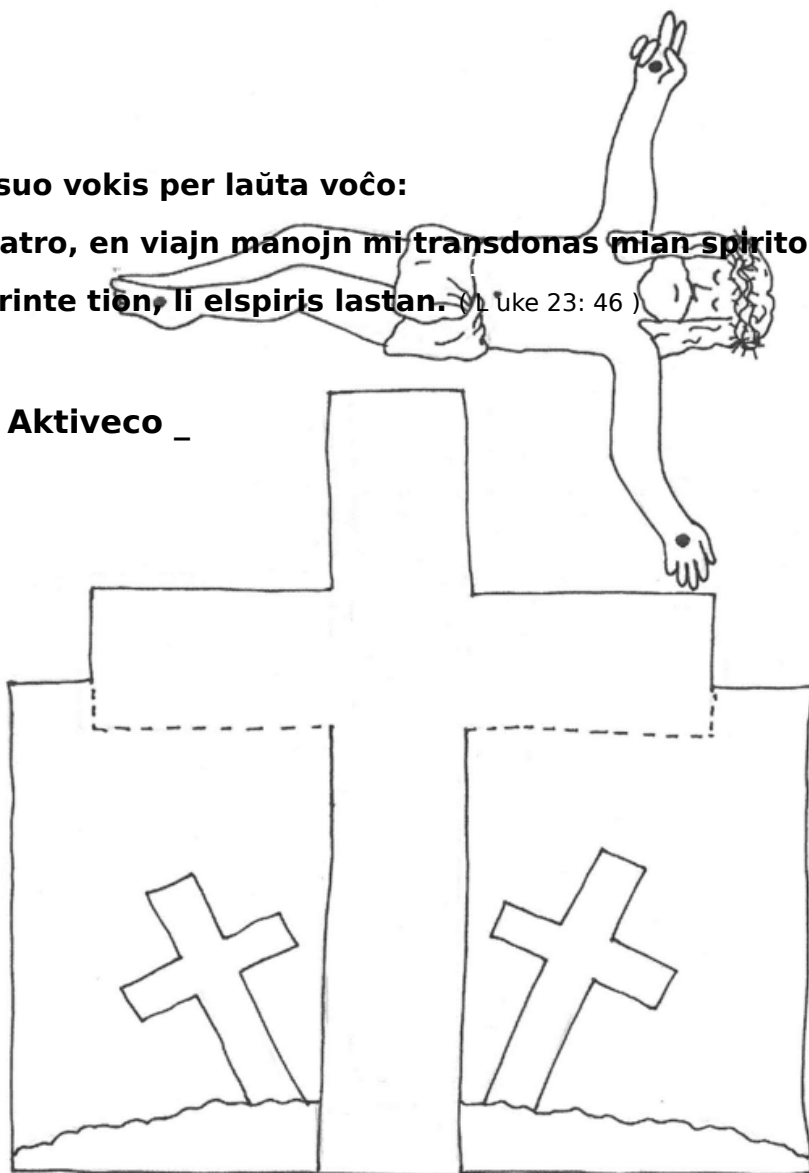 suo vokis per laŭta voĉo:
atro, en viajn manojn mi transdonas mian spirito
rinte tion, li elspiris lastan. ( L uke 23: 46 )
Aktiveco _